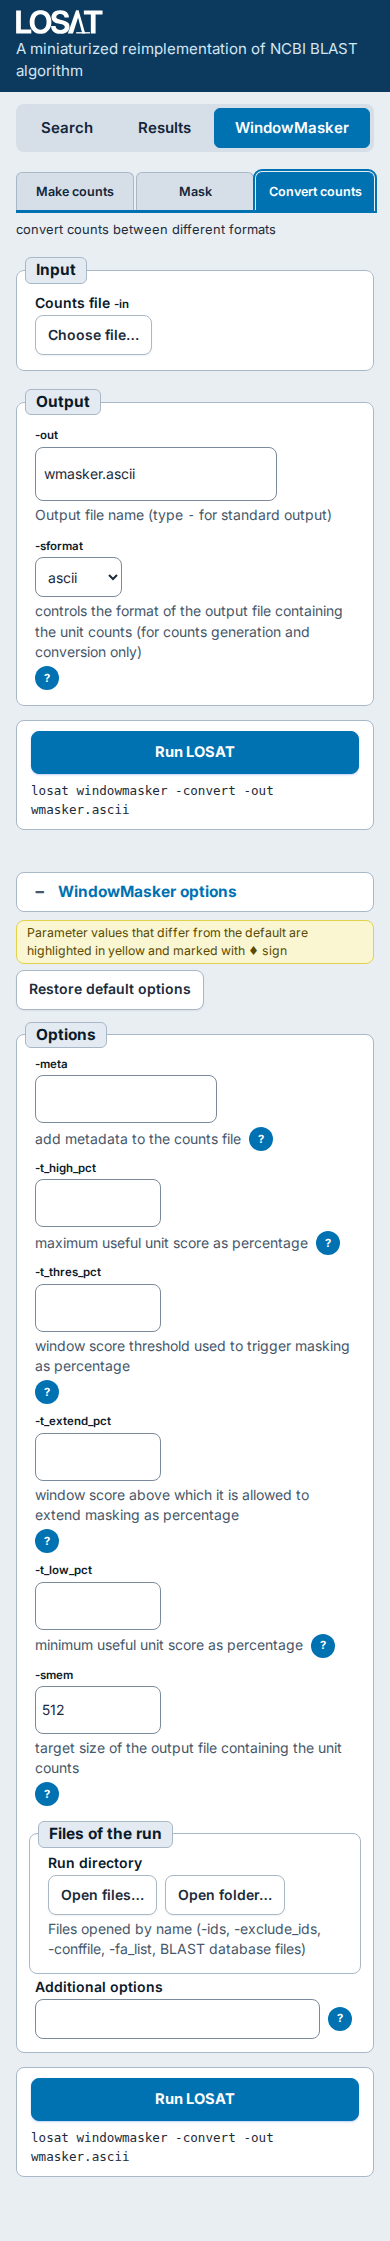 LOSAT
A miniaturized reimplementation of NCBI BLAST
algorithm
Search Results WindowMasker
Make counts Mask Convert counts
convert counts between different formats
Input
Counts file -in
Choose file...
Output
-out
wmasker.ascii
Output file name (type - for standard output)
-sformat
ascii
controls the format of the output file containing
the unit counts (for counts generation and
conversion only)
?
Run LOSAT
losat windowmasker -convert -out
wmasker.ascii
− WindowMasker options
Parameter values that differ from the default are
highlighted in yellow and marked with ♦ sign
Restore default options
Options
-meta
add metadata to the counts file ?
-t_high_pct
maximum useful unit score as percentage ?
-t_thres_pct
window score threshold used to trigger masking
as percentage
?
-t_extend_pct
window score above which it is allowed to
extend masking as percentage
?
-t_low_pct
minimum useful unit score as percentage ?
-smem
512
target size of the output file containing the unit
counts
?
Files of the run
Run directory
Open files... Open folder...
Files opened by name (-ids, -exclude_ids,
-conffile, -fa_list, BLAST database files)
Additional options
?
Run LOSAT
losat windowmasker -convert -out
wmasker.ascii